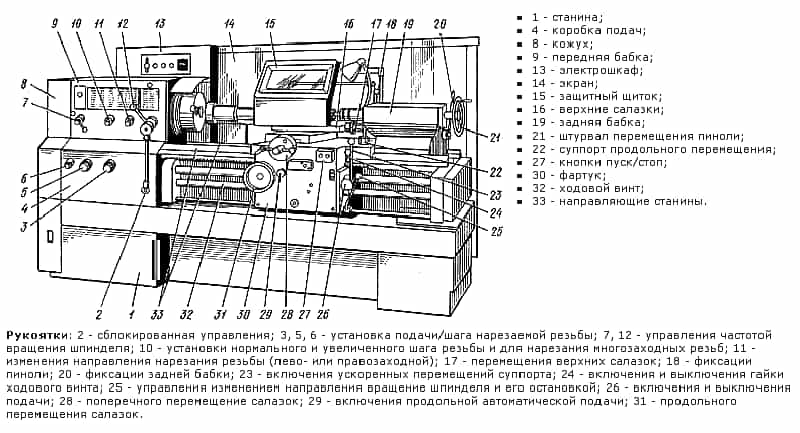 9 10 11 12 13 14 15 16 17 18 19 20
8
7
6
5
4
3
21
22
23
24
25
2 1 33 32 31 30 29 28 27 26
1 - станина;
4 - коробка подач;
8 - кожух;
9 - передняя бабка;
13 - электрошкаф;
14 - экран;
15 - защитный щиток;
16 - верхние салазки;
19 - задняя бабка;
21 - штурвал перемещения пиноли;
22 - суппорт продольного перемещения;
27 - кнопки пуск/стоп;
30 - фартук;
32 - ходовой винт;
33 - направляющие станины.
Рукоятки: 2 - сблокированная управления; 3, 5, 6 - установка подачи/шага нарезаемой резьбы; 7, 12 - управления частотой
вращения шпинделя; 10 - установки нормального и увеличенного шага резьбы и для нарезания многозаходных резьб; 11 -
изменения направления нарезания резьбы (лево- или правозаходной); 17 - перемещения верхних салазок; 18 - фиксации
пиноли; 20 - фиксации задней бабки; 23 - включения ускоренных перемещений суппорта; 24 - включения и выключения гайки
ходового винта; 25 - управления изменением направления вращение шпинделя и его остановкой; 26 - включения и выключения
подачи; 28 - поперечного перемещение салазок; 29 - включения продольной автоматической подачи; 31 - продольного
перемещения салазок.